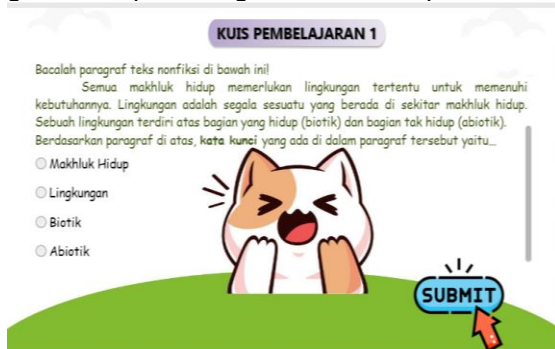 KUIS PEMBELAJARAN 1
Bacalah paragraf teks nonfiksi di bawah ini!
Semua makhluk hidup memerlukan lingkungan tertentu untuk memenuhi
kebutuhannya. Lingkungan adalah segala sesuatu yang berada di sekitar makhluk hidup.
Sebuah lingkungan terdiri atas bagian yang hidup (biotik) dan bagian tak hidup (abiotik).
Berdasarkan paragraf di atas, kata kunci yang ada di dalam paragraf tersebut yaitu...
Makhluk Hidup
Lingkungan
Biotik
Abiotik
SUBMIT